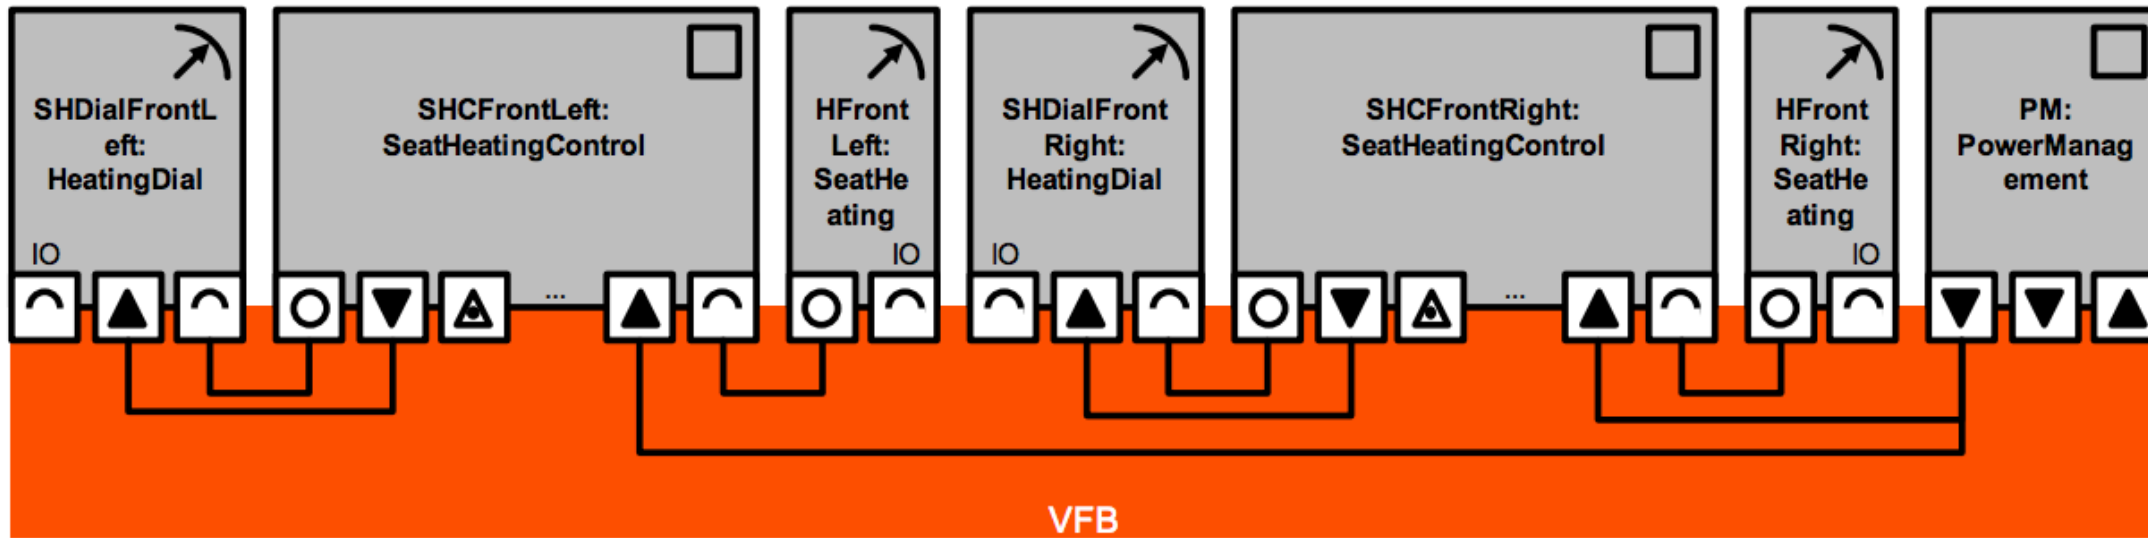 SHDialFrontL
eft:
HeatingDial
IO
SHCFrontLeft:
SeatHeatingControl
...
HFront
Left:
SeatHe
ating
IO
SHDialFront
Right:
HeatingDial
IO
SHCFrontRight:
SeatHeatingControl
...
HFront
Right:
SeatHe
ating
IO
PM:
PowerManag
ement
VFB